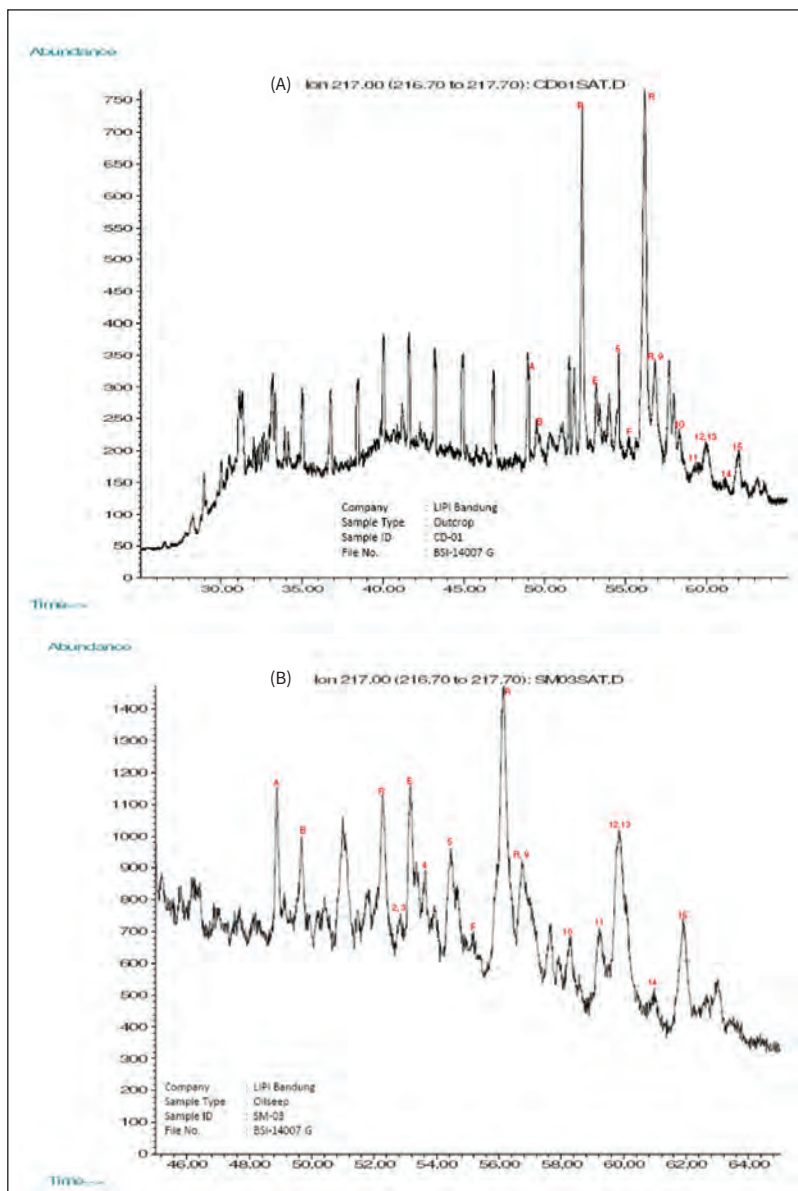 Abundance
(A) Ion 217.00 (216.70 to 217.70): CD01SAT.D
750
700
650
600
550
500
450
400
350
300
250
200
150
100
50
0
A
B
R
E
5
F
R
R, 9
10
11
12,13
14
15
Company : LIPI Bandung
Sample Type : Outcrop
Sample ID : CD-01
File No. : BSI-14007 G
30.00 35.00 40.00 45.00 50.00 55.00 60.00
Time-->
Abundance
(B) Ion 217.00 (216.70 to 217.70): SM03SAT.D
1400
1300
1200
1100
1000
900
800
700
600
500
400
300
200
100
0
A
B
R
2,3
E
4
5
F
R
R, 9
10
11
12,13
14
15
Company : LIPI Bandung
Sample Type : Oilseep
Sample ID : SM-03
File No. : BSI-14007 G
46.00 48.00 50.00 52.00 54.00 56.00 58.00 60.00 62.00 64.00
Time-->